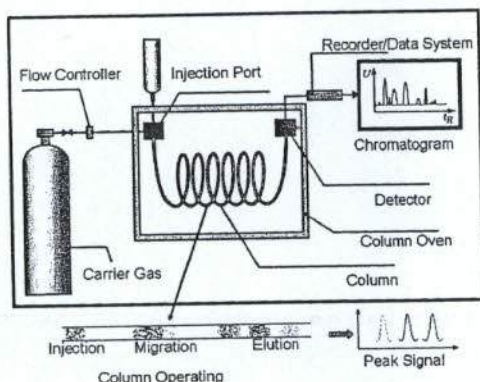 Recorder/Data System
Flow Controller
Injection Port
U
t_R
Chromatogram
Detector
Column Oven
Carrier Gas
Column
Injection Migration Elution
Peak Signal
Column Operating